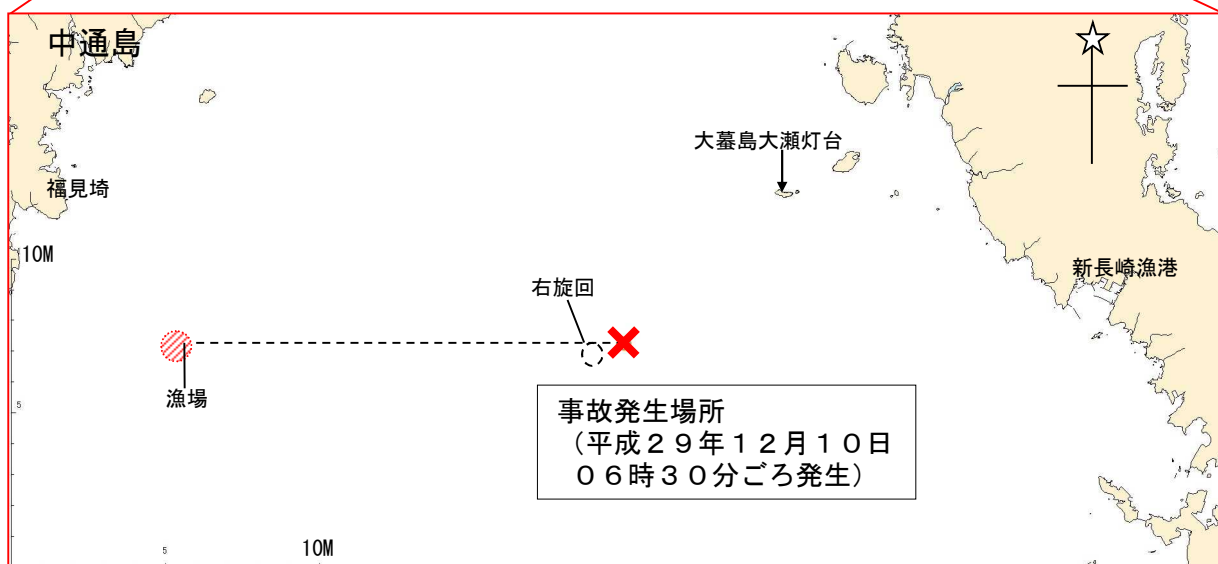 中通島
大蟇島大瀬灯台
福見埼
10M
新長崎漁港
右旋回
漁場
5
事故発生場所
（平成２９年１２月１０日
０６時３０分ごろ発生）
5
10M